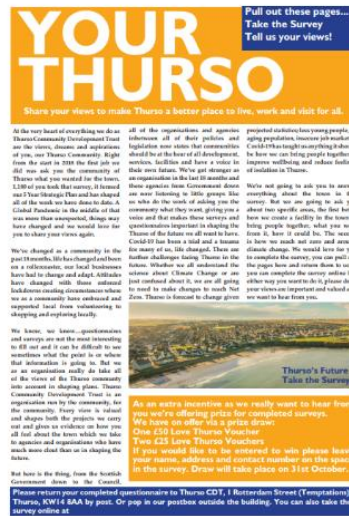 Pull out these pages...
Take the Survey
Tell us your views!
YOUR
THURSO
Share your views to make Thurso a better place to live, work and visit for all.
At the very heart of everything we do as
Thurso Community Development Trust
are the views, dreams and aspirations
of you, our Thurso Community. Right
from the start in 2018 the first job we
did was ask you the community of
Thurso what you wanted for the town,
2,180 of you took that survey, it formed
our 5 Year Strategic Plan and has shaped
all of the work we have done to date. A
Global Pandemic in the middle of that
was more than unexpected, things may
have changed and we would love for
you to share your views again.
We've changed as a community in the
past 18 months. life has changed and been
on a rollercoaster, our local businesses
have had to change and adapt. Attitudes
have changed with those enforced
lockdowns creating circumstances where
we as a community have embraced and
supported local from volunteering to
shopping and exploring locally.
We know, we know....questionnaires
and surveys are not the most interesting
to fill out and it can be difficult to see
sometimes what the point is or where
that information is going to. But we
as an organisation really do take all
of the views of the Thurso community
into account in shaping plans. Thurso
Community Development Trust is an
organisation run by the community, for
the community. Every view is valued
and shapes both the projects we carry
out and gives us evidence on how you
all feel about the town which we take
to agencies and organisations who have
much more clout than us in shaping the
future.
But here is the thing, from the Scottish
Government down to the Council,
all of the organisations and agencies
inbetween all of their policies and
legislation now states that communities
should be at the heart of all development,
services, facilities and have a voice in
their own future. We've got stronger as
an organisation in the last 18 months and
these agencies from Government down
are now listening to little groups like
us who do the work of asking you the
community what they want, giving you a
voice and that makes these surveys and
questionnaires important in shaping the
Thurso of the future we all want to have.
Covid-19 has been a trial and a trauma
for many of us, life changed. There are
further challenges facing Thurso in the
future. Whether we all understand the
science about Climate Change or are
just confused about it, we are all going
to need to make changes to reach Net
Zero. Thurso is forecast to change given
projected statistics; less young people,
aging population, insecure job market
Covid-19 has taught us anything it should
be how we can bring people together
improve wellbeing and reduce feelings
of isolation in Thurso.
We're not going to ask you to answer
everything about the town in the
survey. But we are going to ask you
about two specific areas, the first being
how we create a facility in the town to
bring people together, what you want
from it, how it could be. The second
is how we reach net zero and areas of
climate change. We would love for you
to complete the survey, you can pull out
the pages here and return them to us or
you can complete the survey online but
either way you want to do it, please do it,
your views are important and valued and
we want to hear from you.
Thurso's Future
Take the Survey
As an extra incentive as we really want to hear from
you we're offering prize for completed surveys.
We have on offer via a prize draw:
One £50 Love Thurso Voucher
Two £25 Love Thurso Vouchers
If you would like to be entered to win please leave
your name, address and contact number on the space
in the survey. Draw will take place on 31st October.
Please return your completed questionnaire to Thurso CDT, 1 Rotterdam Street (Temptations)
Thurso, KW14 8AA by post. Or pop in our postbox outside the building. You can also take the
survey online at